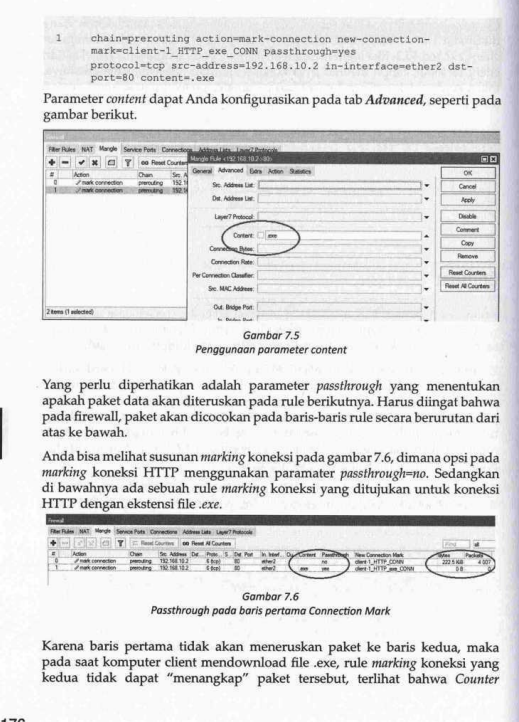 1 chain=prerouting action=mark-connection new-connection-
mark=client-1_HTTP_exe_CONN passthrough=yes
protocol=tcp src-address=192.168.10.2 in-interface=ether2 dst-
port=80 content=.exe
Parameter content dapat Anda konfigurasikan pada tab Advanced, seperti pada
gambar berikut.
Firewall
Filter Rules NAT Mangle Service Ports Connections Address Lists Layer7 Protocols
oo Reset Counters
Mangle Rule <192.168.10.2->80>
# Action Chain Src. A
0 mark connection prerouting 192.1
1 mark connection prerouting 192.1
2 items (1 selected)
General Advanced Extra Action Statistics
Src. Address List:
Dst. Address List:
Layer7 Protocol:
Content: .exe
Connection Bytes:
Connection Rate:
Per Connection Classifier:
Src. MAC Address:
Out. Bridge Port:
In. Bridge Port:
OK
Cancel
Apply
Disable
Comment
Copy
Remove
Reset Counters
Reset All Counters
Gambar 7.5
Penggunaan parameter content
Yang perlu diperhatikan adalah parameter passthrough yang menentukan
apakah paket data akan diteruskan pada rule berikutnya. Harus diingat bahwa
pada firewall, paket akan dicocokan pada baris-baris rule secara berurutan dari
atas ke bawah.
Anda bisa melihat susunan marking koneksi pada gambar 7.6, dimana opsi pada
marking koneksi HTTP menggunakan paramater passthrough=no. Sedangkan
di bawahnya ada sebuah rule marking koneksi yang ditujukan untuk koneksi
HTTP dengan ekstensi file .exe.
Firewall
Filter Rules NAT Mangle Service Ports Connections Address Lists Layer7 Protocols
Reset Counters oo Reset All Counters Find all
# Action Chain Src. Address Dst. Proto... S... Dst. Port In. Interf... Ou... Content Passthrough New Connection Mark Bytes Packets
0 mark connection prerouting 192.168.10.2 6 (tcp) 80 ether2 no client-1_HTTP_CONN 222.5 KiB 4 007
1 mark connection prerouting 192.168.10.2 6 (tcp) 80 ether2 .exe yes client-1_HTTP_exe_CONN 0 B 0
Gambar 7.6
Passthrough pada baris pertama Connection Mark
Karena baris pertama tidak akan meneruskan paket ke baris kedua, maka
pada saat komputer client mendownload file .exe, rule marking koneksi yang
kedua tidak dapat "menangkap" paket tersebut, terlihat bahwa Counter